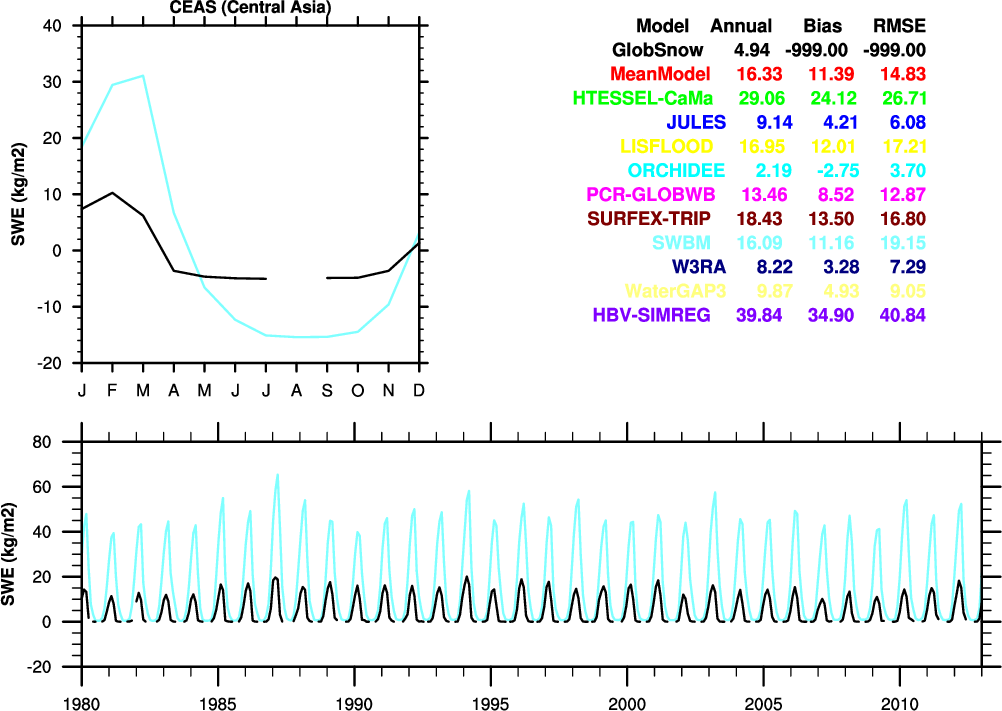 CEAS (Central Asia)
SWE (kg/m2)
40
30
20
10
0
-10
-20
J F M A M J J A S O N D
Model Annual Bias RMSE
GlobSnow 4.94 -999.00 -999.00
MeanModel 16.33 11.39 14.83
HTESSEL-CaMa 29.06 24.12 26.71
JULES 9.14 4.21 6.08
LISFLOOD 16.95 12.01 17.21
ORCHIDEE 2.19 -2.75 3.70
PCR-GLOBWB 13.46 8.52 12.87
SURFEX-TRIP 18.43 13.50 16.80
SWBM 16.09 11.16 19.15
W3RA 8.22 3.28 7.29
WaterGAP3 9.87 4.93 9.05
HBV-SIMREG 39.84 34.90 40.84
SWE (kg/m2)
80
60
40
20
0
-20
1980 1985 1990 1995 2000 2005 2010